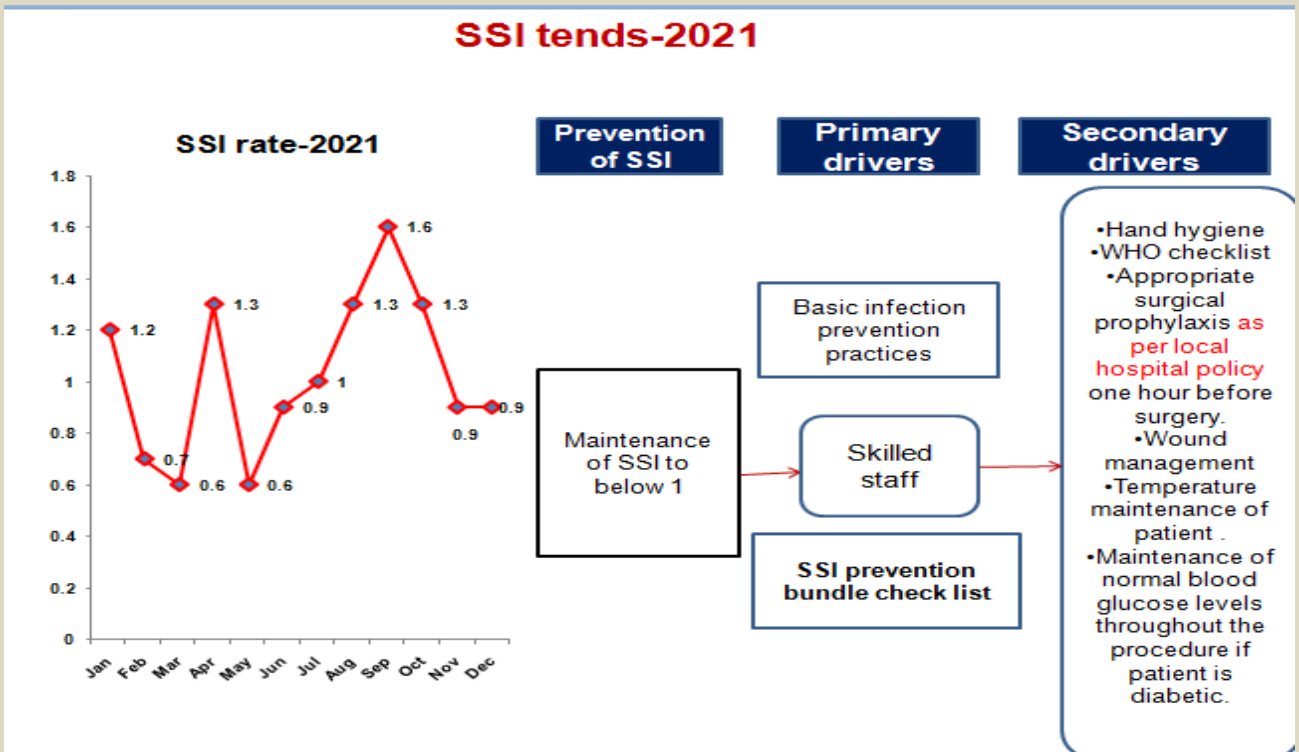 SSI tends-2021
SSI rate-2021
1.8
1.6
1.4
1.2
1
0.8
0.6
0.4
0.2
0
1.2
0.7
0.6
1.3
0.6
0.9
1
1.3
1.6
1.3
0.9
0.9
Jan
Feb
Mar
Apr
May
Jun
Jul
Aug
Sep
Oct
Nov
Dec
Prevention
of SSI
Maintenance
of SSI to
below 1
Primary
drivers
Basic infection
prevention
practices
Skilled
staff
SSI prevention
bundle check list
Secondary
drivers
•Hand hygiene
•WHO checklist
•Appropriate
surgical
prophylaxis as
per local
hospital policy
one hour before
surgery.
•Wound
management
•Temperature
maintenance of
patient .
•Maintenance of
normal blood
glucose levels
throughout the
procedure if
patient is
diabetic.